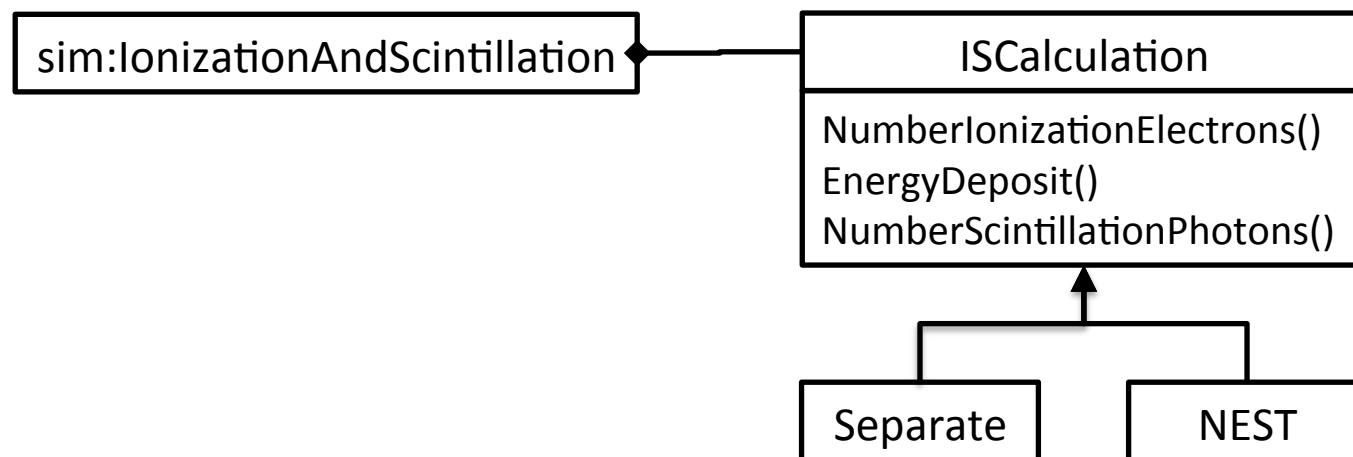 sim:IonizationAndScintillation
ISCalculation
NumberIonizationElectrons()
EnergyDeposit()
NumberScintillationPhotons()
Separate
NEST